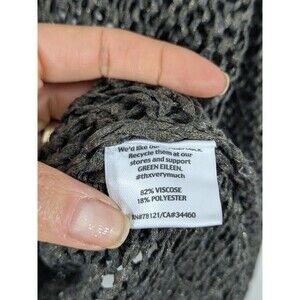 We'd like our
Recycle them at our
stores and support
GREEN EILEEN.
#thxverymuch
82% VISCOSE
18% POLYESTER
RN#78121/CA#34460